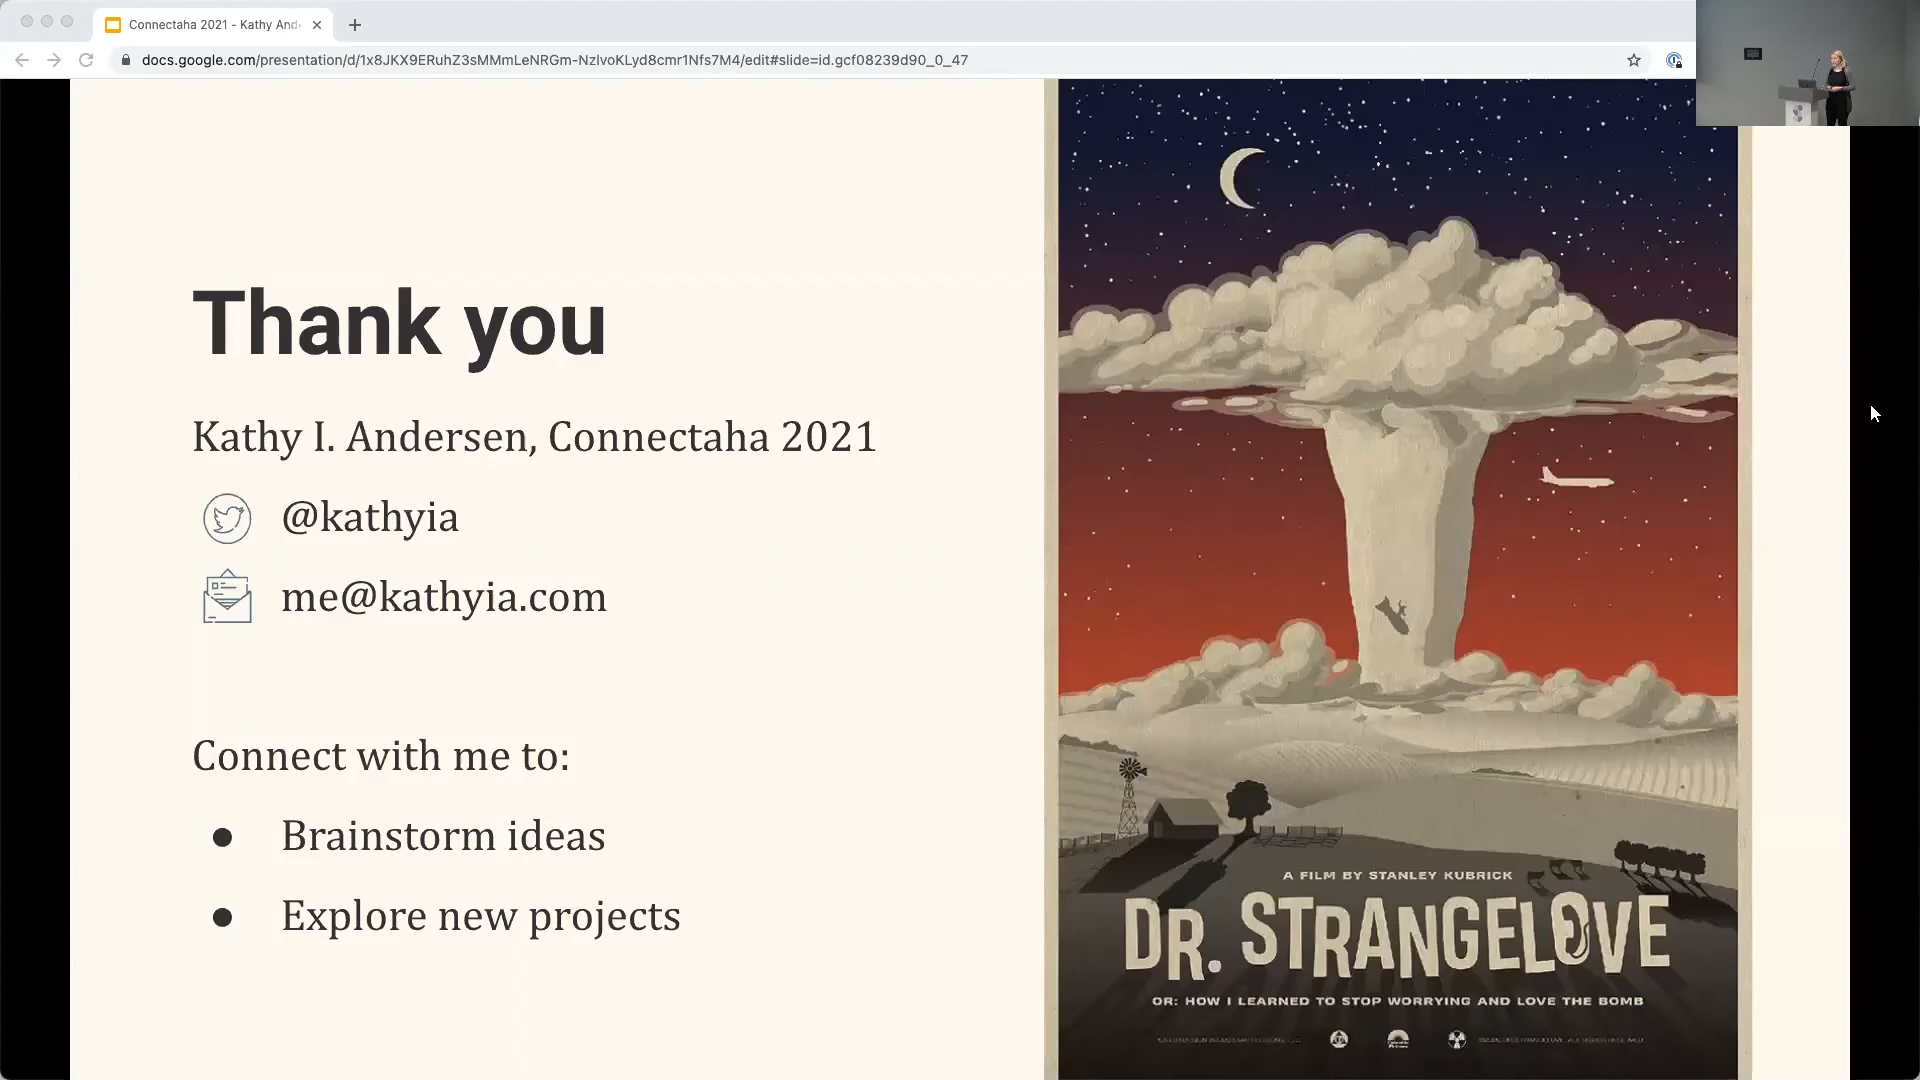 Connectaha 2021 - Kathy And
docs.google.com/presentation/d/1x8JKX9ERuhZ3sMMmLeNRGm-NzlvoKLyd8cmr1Nfs7M4/edit#slide=id.gcf08239d90_0_47
Thank you
Kathy I. Andersen, Connectaha 2021
@kathyia
me@kathyia.com
Connect with me to:
● Brainstorm ideas
● Explore new projects
A FILM BY STANLEY KUBRICK
DR. STRANGELOVE
OR: HOW I LEARNED TO STOP WORRYING AND LOVE THE BOMB